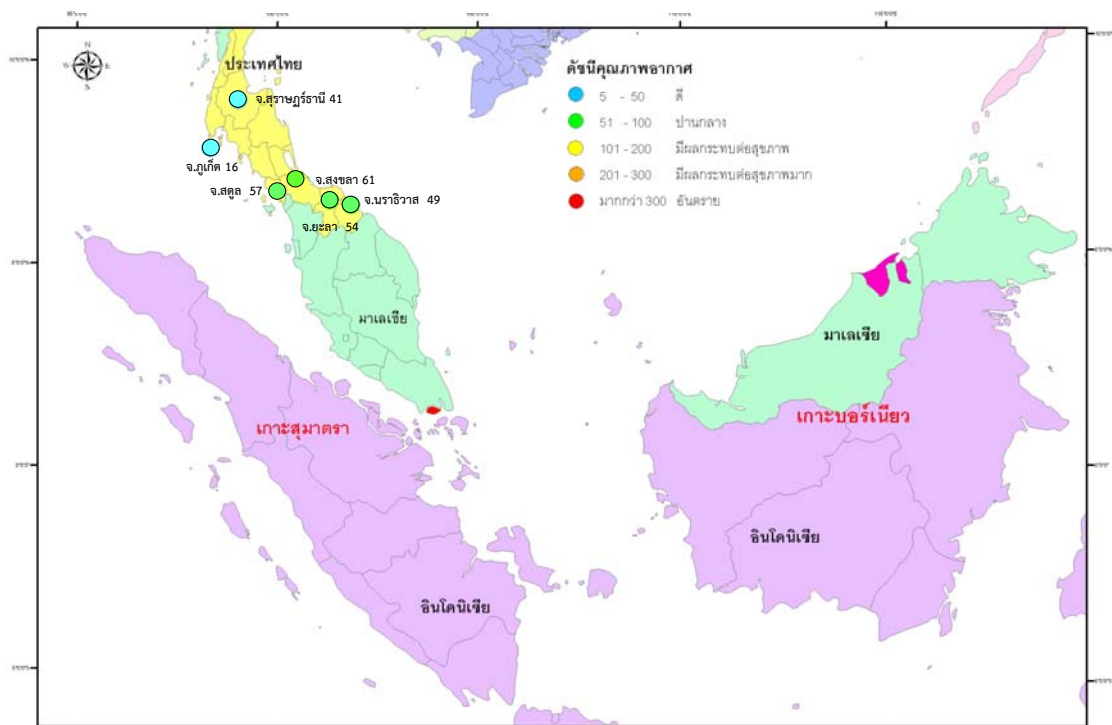 N
W E
S
ประเทศไทย
จ.สุราษฏร์ธานี 41
จ.ภูเก็ต 16
จ.สงขลา 61
จ.สตูล 57
จ.นราธิวาส 49
จ.ยะลา 54
ดัชนีคุณภาพอากาศ
5 - 50 ดี
51 - 100 ปานกลาง
101 - 200 มีผลกระทบต่อสุขภาพ
201 - 300 มีผลกระทบต่อสุขภาพมาก
มากกว่า 300 อันตราย
มาเลเซีย
มาเลเซีย
เกาะสุมาตรา
เกาะบอร์เนียว
อินโดนิเซีย
อินโดนิเซีย